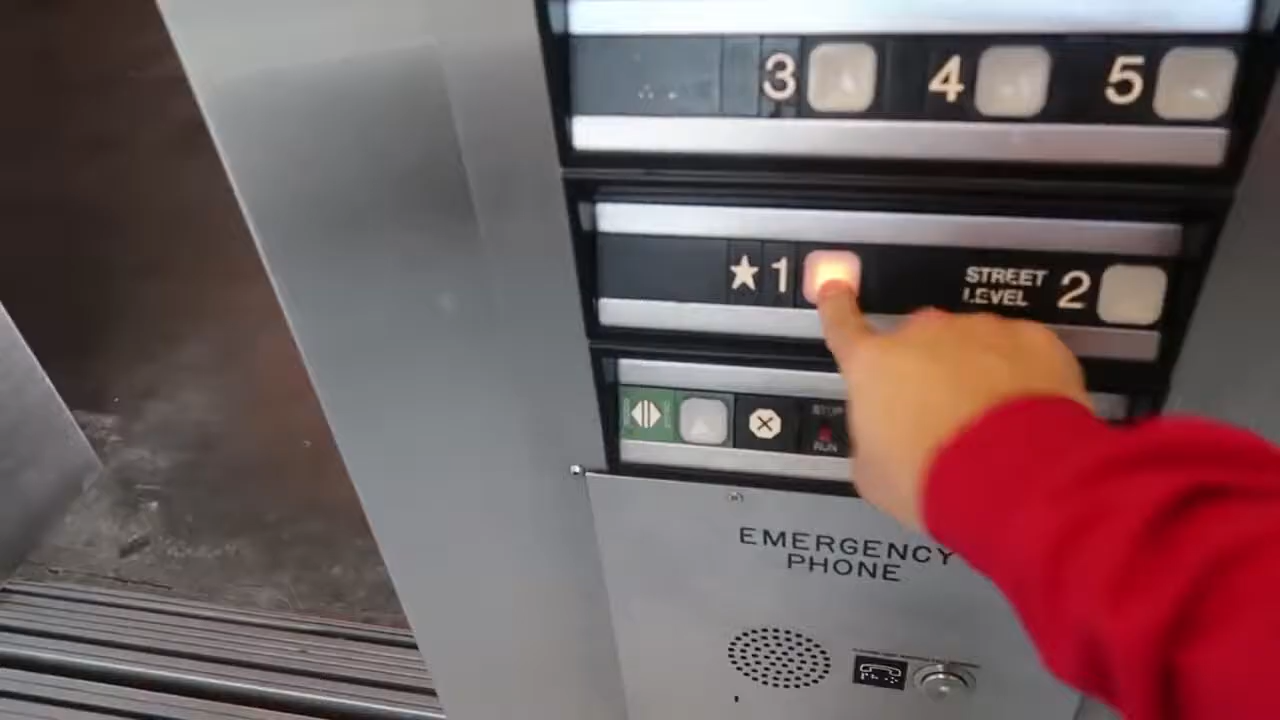 3 4 5
★1 STREET LEVEL 2
STOP
RUN
EMERGENCY
PHONE